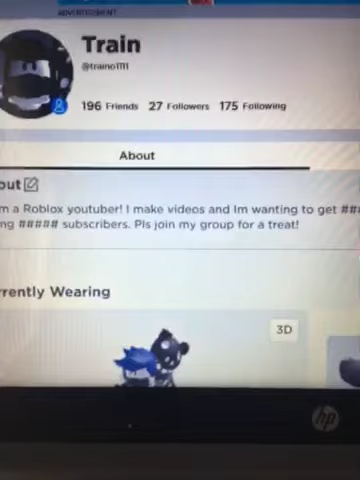 ADVERTISEMENT
Train
@traino1111
196 Friends 27 Followers 175 Following
About
out
m a Roblox youtuber! I make videos and Im wanting to get ###
ng ##### subscribers. Pls join my group for a treat!
rrently Wearing
3D
hp